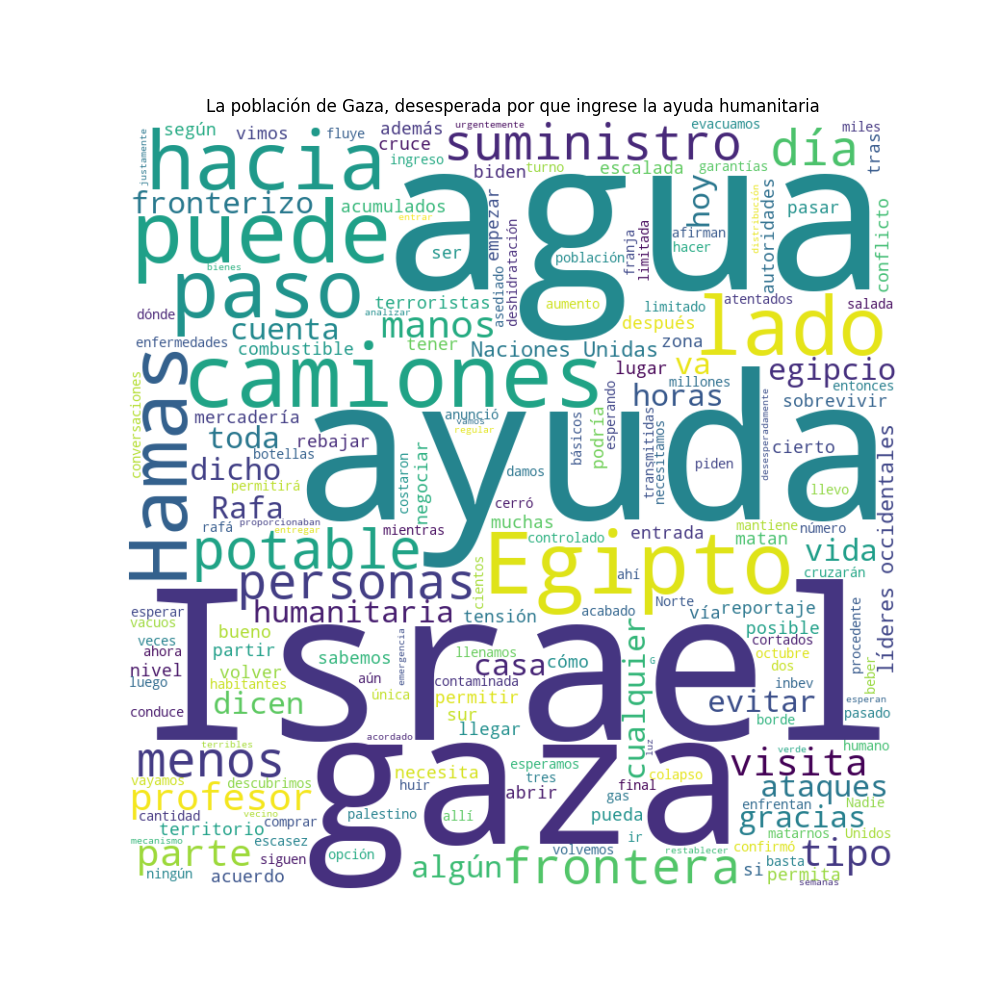 La población de Gaza, desesperada por que ingrese la ayuda humanitaria
justamente
según
vimos
fluye
además
urgentemente
evacuamos
miles
hacia
cruce
suministro
día
tras
ingreso
biden
turno
escalada
garantías
agua
fronterizo
acumulados
entrar
hoy
pasar
puede
ser
empezar
población
franja
limitada
afirman
hacer
distribución
autoridades
conflicto
bienes
paso
terroristas
asediado
deshidratación
aumento
limitado
atentados
salada
dónde
analizar
manos
después
lado
enfermedades
cuenta
combustible
tener
Naciones Unidas
zona
lugar
va
egipcio
Hamas
camiones
millones
entonces
conversaciones
horas
sobrevivir
mercadería
anunció
vamos
regular
esperando
toda
rebajar
ayuda
básicos
podría
transmitidas
necesitamos
desesperadamente
cierto
líderes occidentales
botellas
dicho
costaron
negociar
damos
piden
llevo
permitirá
cerró
Rafa
rafá
proporcionaban
entregar
mientras
muchas
controlado
entrada
mantiene
matan
número
potable
Egipto
vida
cruzarán
personas
cientos
ahí
esperar
vacuos
humanitaria
tensión
acabado
Norte
vía
reportaje
procedente
veces
ahora
bueno
partir
emergencia
Israel
llenamos
cualquier
posible
cortados
nivel
luego
volver
habitantes
sabemos
aún
casa
cómo
octubre
dos
beber
contaminada
G
inbev
esperan
única
permitir
evitar
conduce
dicen
sur
llegar
borde
pasado
acordado
luz
terribles
menos
gaza
verde
humano
vayamos
descubrimos
necesita
esperamos
visita
huir
tres
abrir
final
colapso
ataques
profesor
vecino
gas
enfrentan
Nadie
cantidad
comprar
palestino
allí
pueda
gracias
territorio
matarnos
Unidos
mecanismo
escasez
ir
confirmó
parte
siguen
opción
volvemos
restablecer
tipo
algún
frontera
basta
si
ningún
acuerdo
permita
semanas